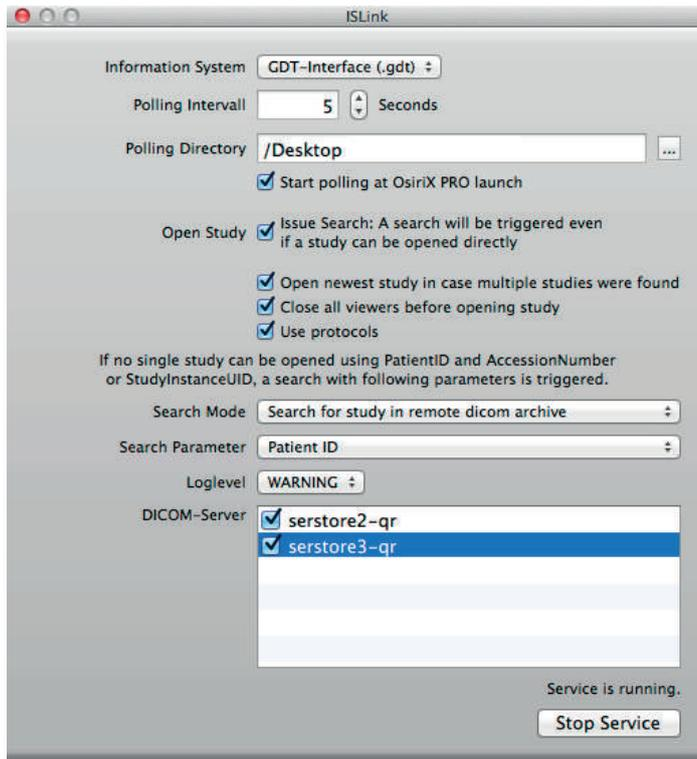 ISLink
Information System GDT-Interface (.gdt)
Polling Intervall 5 Seconds
Polling Directory /Desktop ...
Start polling at OsiriX PRO launch
Open Study Issue Search: A search will be triggered even
if a study can be opened directly
Open newest study in case multiple studies were found
Close all viewers before opening study
Use protocols
If no single study can be opened using PatientID and AccessionNumber
or StudyInstanceUID, a search with following parameters is triggered.
Search Mode Search for study in remote dicom archive
Search Parameter Patient ID
Loglevel WARNING
DICOM-Server serstore2-qr
serstore3-qr
Service is running.
Stop Service